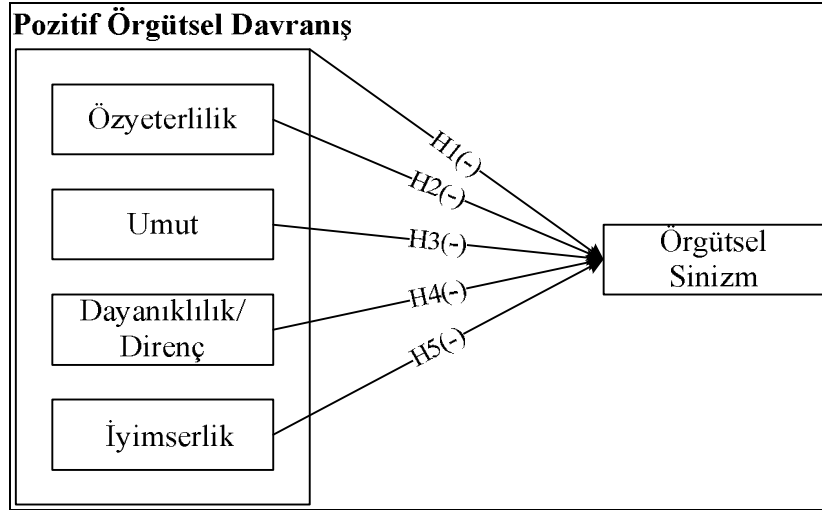 Pozitif Örgütsel Davranış
Özyeterlilik
Umut
Dayanıklılık/
Direnç
İyimserlik
H1(-)
H2(-)
H3(-)
H4(-)
H5(-)
Örgütsel
Sinizm